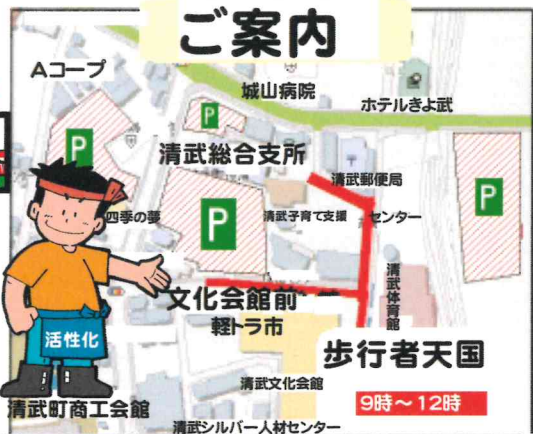 ご案内
Aコープ
城山病院
ホテルきよ武
P
P
清武総合支所
清武郵便局
P
四季の夢
P
清武子育て支援
センター
文化会館前
軽トラ市
清武体育館
活性化
歩行者天国
清武文化会館
9時~12時
清武町商工会館
清武シルバー人材センター